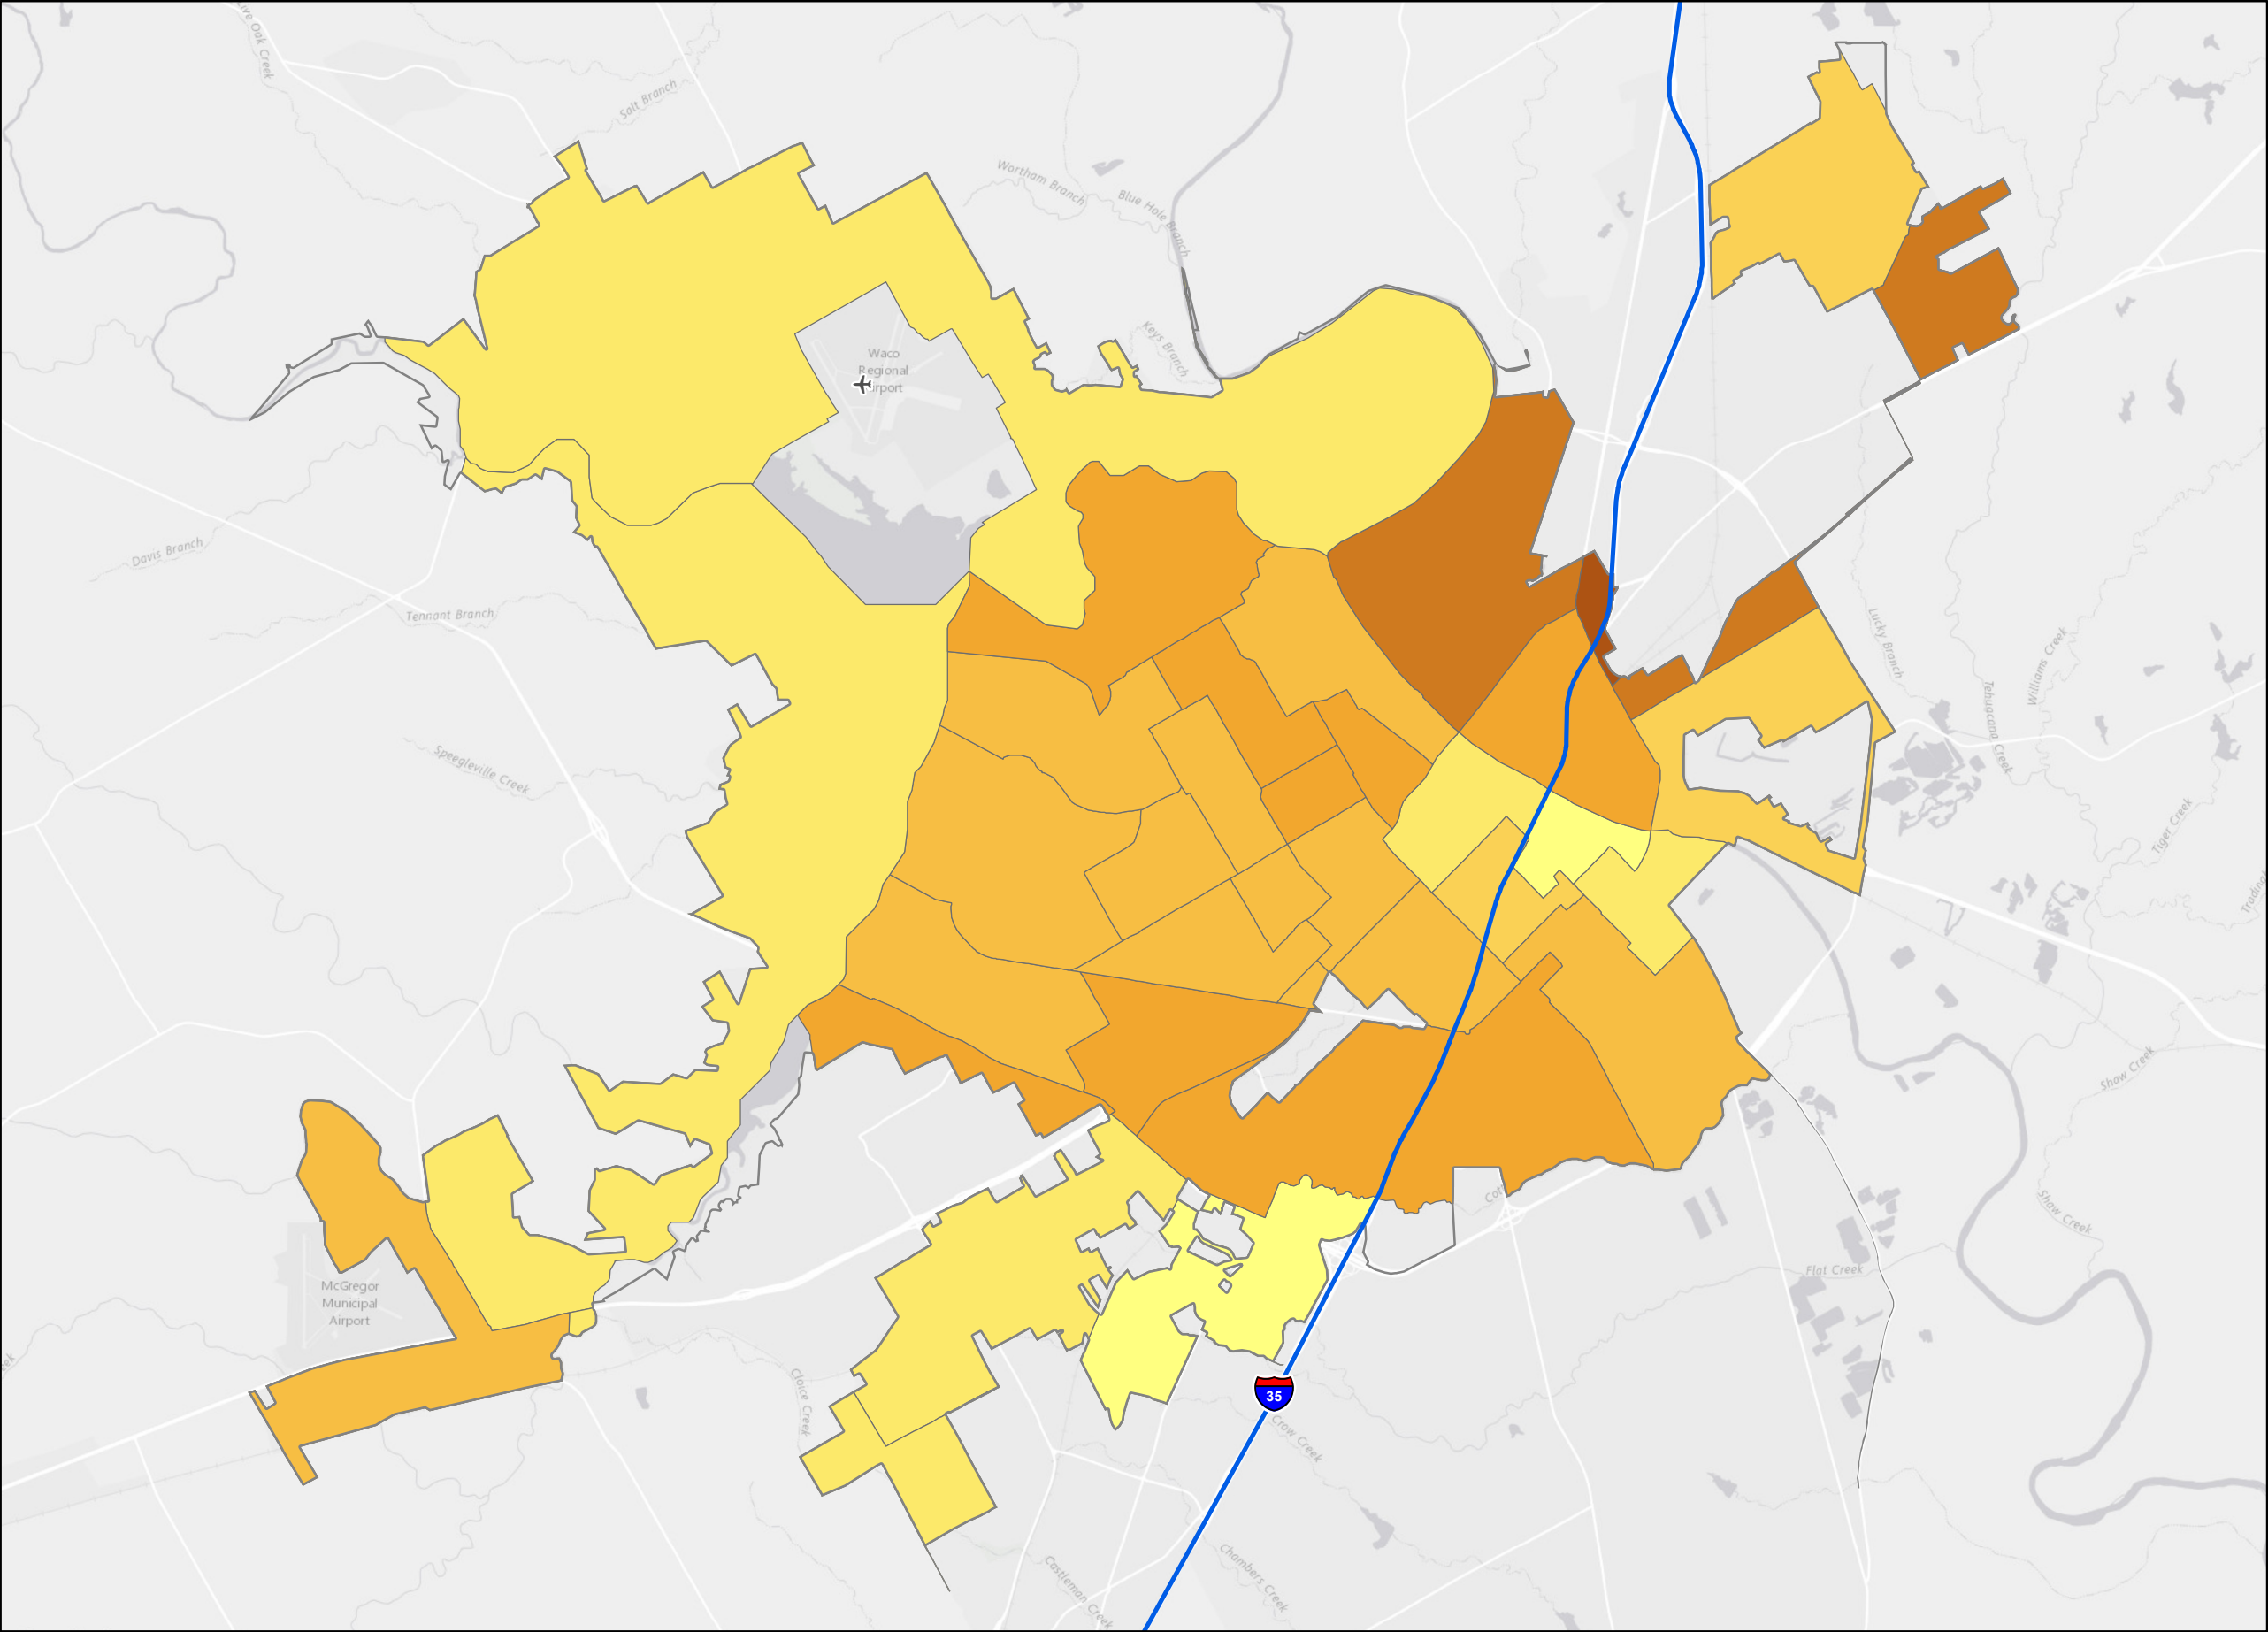 Live Oak Creek
Salt Branch
Wortham Branch
Blue Hole Branch
Keys Branch
Waco
Regional
Airport
Davis Branch
Tennant Branch
Speegleville Creek
Lucky Branch
Williams Creek
Tehuacana Creek
Tiger Creek
Shaw Creek
Shaw Creek
Flat Creek
McGregor
Municipal
Airport
Cloice Creek
35
Crow Creek
Chambers Creek
Castleman Creek